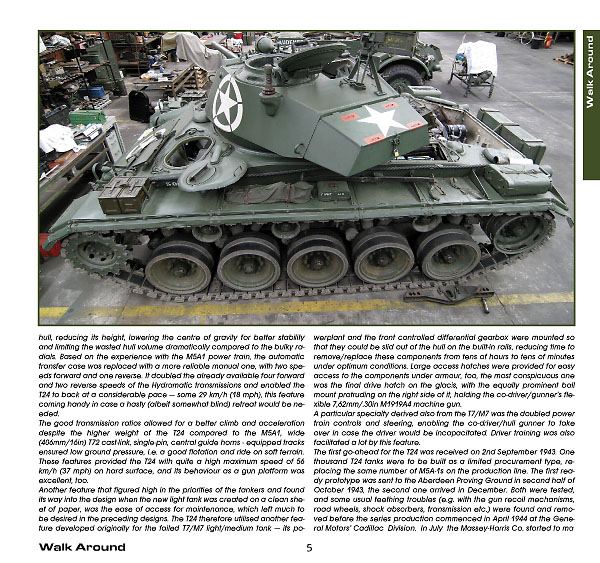 Walk Around
hull, reducing its height, lowering the centre of gravity for better stability
and limiting the wasted hull volume dramatically compared to the bulky ra-
dials. Based on the experience with the M5A1 power train, the automatic
transfer case was replaced with a more reliable manual one, with two spe-
eds forward and one reverse. It doubled the already available four forward
and two reverse speeds of the Hydramatic transmissions and enabled the
T24 to back at a considerable pace — some 29 km/h (18 mph), this feature
coming handy in case a hasty (albeit somewhat blind) retreat would be ne-
eded.
The good transmission ratios allowed for a better climb and acceleration
despite the higher weight of the T24 compared to the M5A1, wide
(406mm/16in) T72 cast-link, single-pin, central guide horns - equipped tracks
ensured low ground pressure, i.e. a good flotation and ride on soft terrain.
These features provided the T24 with quite a high maximum speed of 56
km/h (37 mph) on hard surface, and its behaviour as a gun platform was
excellent, too.
Another feature that figured high in the priorities of the tankers and found
its way into the design when the new light tank was created on a clean she-
et of paper, was the ease of access for maintenance, which left much to
be desired in the preceding designs. The T24 therefore utilised another fea-
ture developed originally for the failed T7/M7 light/medium tank — its po-
werplant and the front controlled differential gearbox were mounted so
that they could be slid out of the hull on the built-in rails, reducing time to
remove/replace these components from tens of hours to tens of minutes
under optimum conditions. Large access hatches were provided for easy
access to the components under armour, too, the most conspicuous one
was the final drive hatch on the glacis, with the equally prominent ball
mount protruding on the right side of it, holding the co-driver/gunner's fle-
xible 7,62mm/.30in M1919A4 machine gun.
A particular specialty derived also from the T7/M7 was the doubled power
train controls and steering, enabling the co-driver/hull gunner to take
over in case the driver would be incapacitated. Driver training was also
facilitated a lot by this feature.
The first go-ahead for the T24 was received on 2nd September 1943. One
thousand T24 tanks were to be built as a limited procurement type, re-
placing the same number of M5A-1s on the production line. The first rea-
dy prototype was sent to the Aberdeen Proving Ground in second half of
October 1943, the second one arrived in December. Both were tested,
and some usual teething troubles (e.g. with the gun recoil mechanisms,
road wheels, shock absorbers, transmission etc.) were found and remo-
ved before the series production commenced in April 1944 at the Gene-
ral Motors' Cadillac Division. In July the Massey-Harris Co. started to ma
Walk Around
5